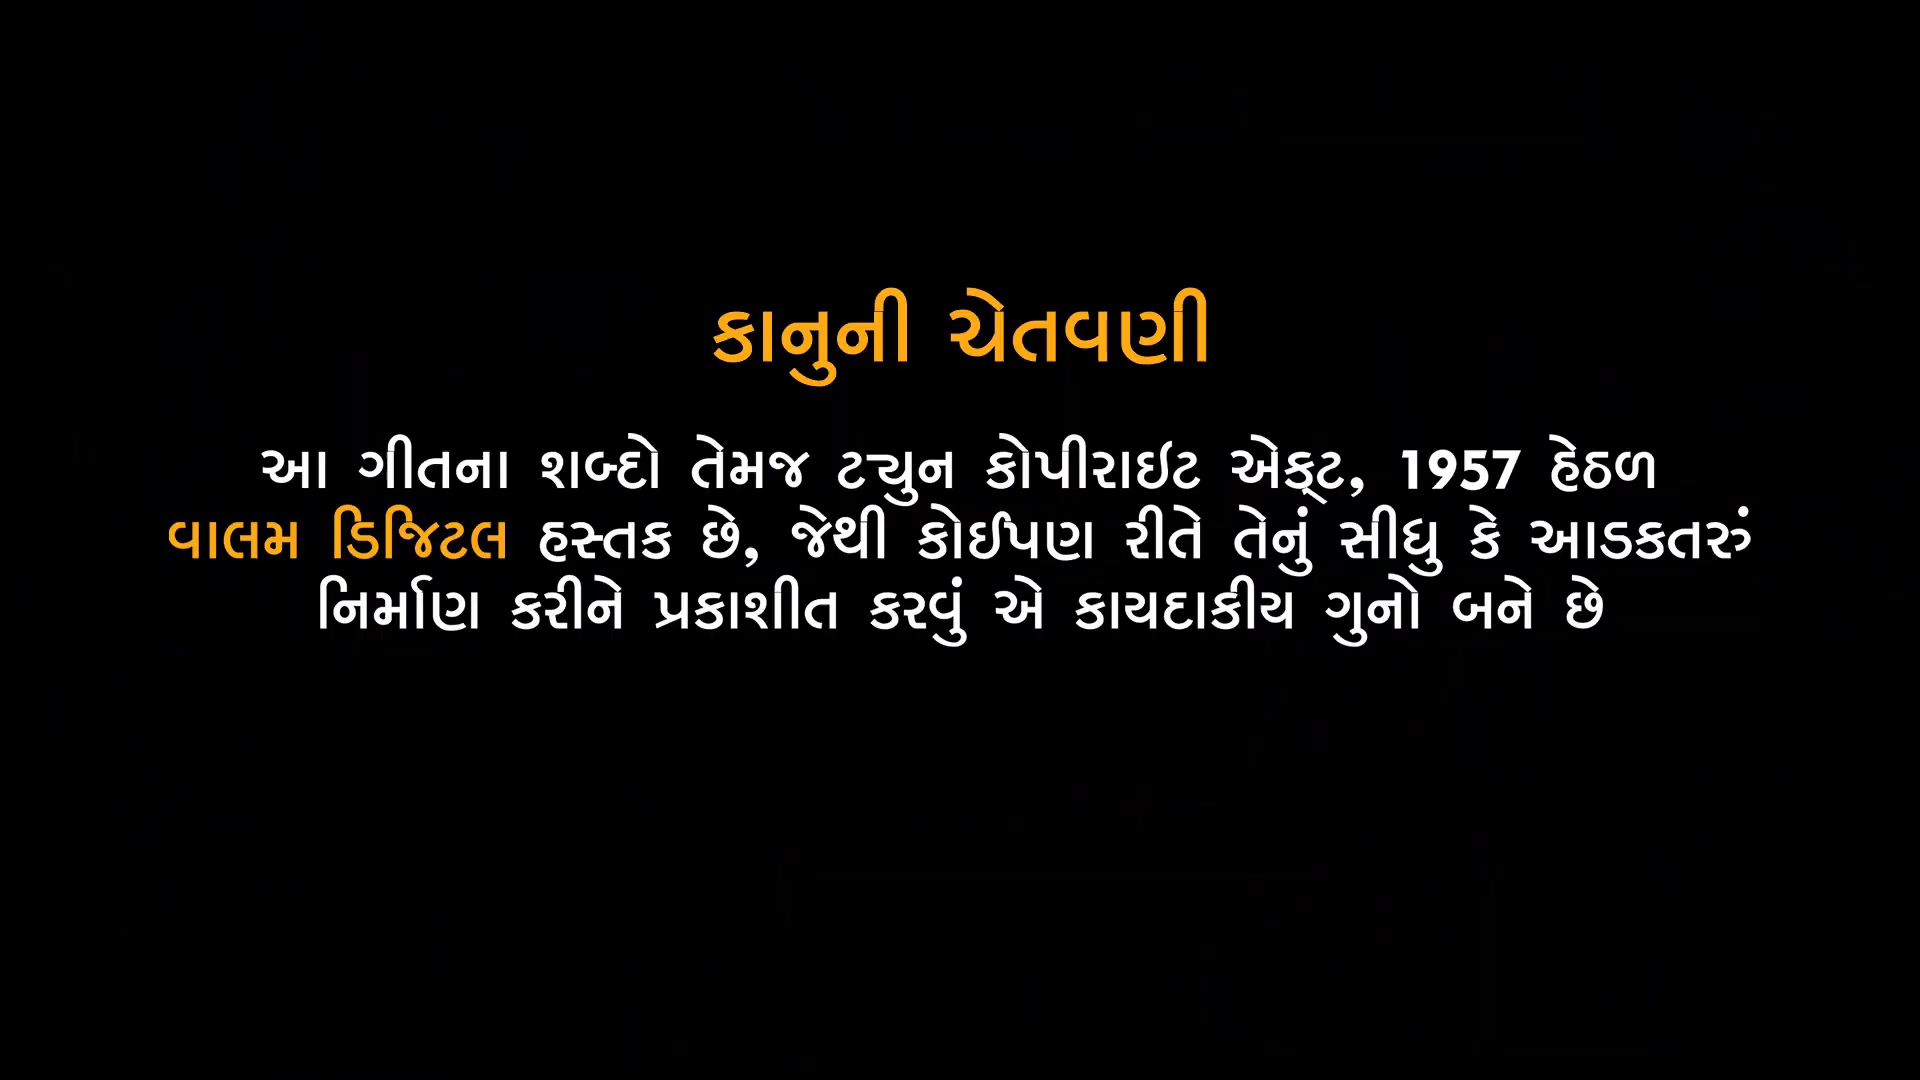 કાનુની ચેતવણી
આ ગીતના શબ્દો તેમજ ટ્યુન કોપીરાઇટ એક્ટ, 1957 હેઠળ
વાલમ ડિજિટલ હસ્તક છે, જેથી કોઈપણ રીતે તેનું સીધુ કે આડકતરું
નિર્માણ કરીને પ્રકાશીત કરવું એ કાયદાકીય ગુનો બને છે